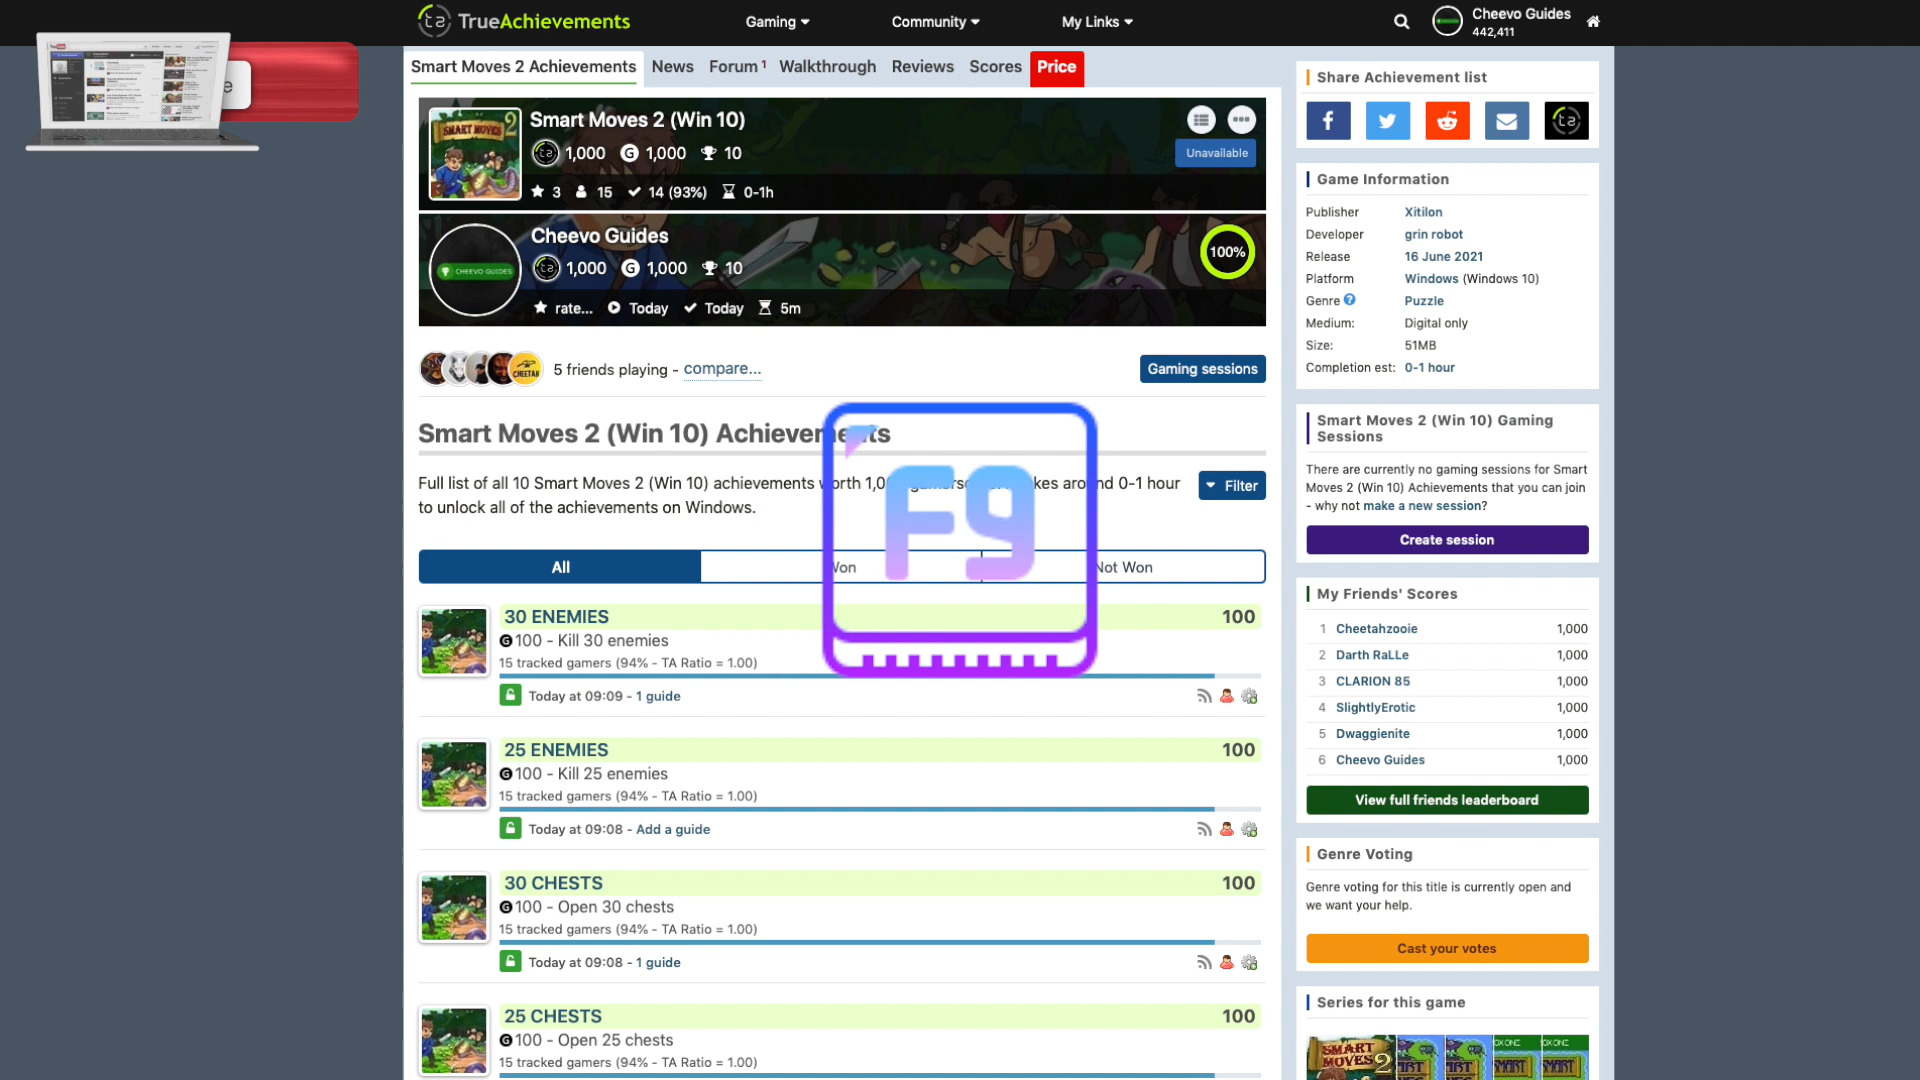 TrueAchievements
Gaming
Community
My Links
Cheevo Guides
442,411
e
Smart Moves 2 Achievements
News
Forum 1
Walkthrough
Reviews
Scores
Price
SMART MOVES 2
Smart Moves 2 (Win 10)
1,000 G 1,000 10
Unavailable
3 15 14 (93%) 0-1h
CHEEVO GUIDES
Cheevo Guides
1,000 G 1,000 10
100%
rate... Today Today 5m
CHEETAH
5 friends playing - compare...
Gaming sessions
Smart Moves 2 (Win 10) Achievements
Full list of all 10 Smart Moves 2 (Win 10) achievements worth 1,0
kes around 0-1 hour
to unlock all of the achievements on Windows.
Filter
F9
All
Won
Not Won
30 ENEMIES 100
G 100 - Kill 30 enemies
15 tracked gamers (94% - TA Ratio = 1.00)
Today at 09:09 - 1 guide
25 ENEMIES 100
G 100 - Kill 25 enemies
15 tracked gamers (94% - TA Ratio = 1.00)
Today at 09:08 - Add a guide
30 CHESTS 100
G 100 - Open 30 chests
15 tracked gamers (94% - TA Ratio = 1.00)
Today at 09:08 - 1 guide
25 CHESTS 100
G 100 - Open 25 chests
15 tracked gamers (94% - TA Ratio = 1.00)
Share Achievement list
Game Information
Publisher Xitilon
Developer grin robot
Release 16 June 2021
Platform Windows (Windows 10)
Genre ? Puzzle
Medium: Digital only
Size: 51MB
Completion est: 0-1 hour
Smart Moves 2 (Win 10) Gaming
Sessions
There are currently no gaming sessions for Smart
Moves 2 (Win 10) Achievements that you can join
- why not make a new session?
Create session
My Friends' Scores
1 Cheetahzooie 1,000
2 Darth RaLLe 1,000
3 CLARION 85 1,000
4 SlightlyErotic 1,000
5 Dwaggienite 1,000
6 Cheevo Guides 1,000
View full friends leaderboard
Genre Voting
Genre voting for this title is currently open and
we want your help.
Cast your votes
Series for this game
SMART MOVES 2